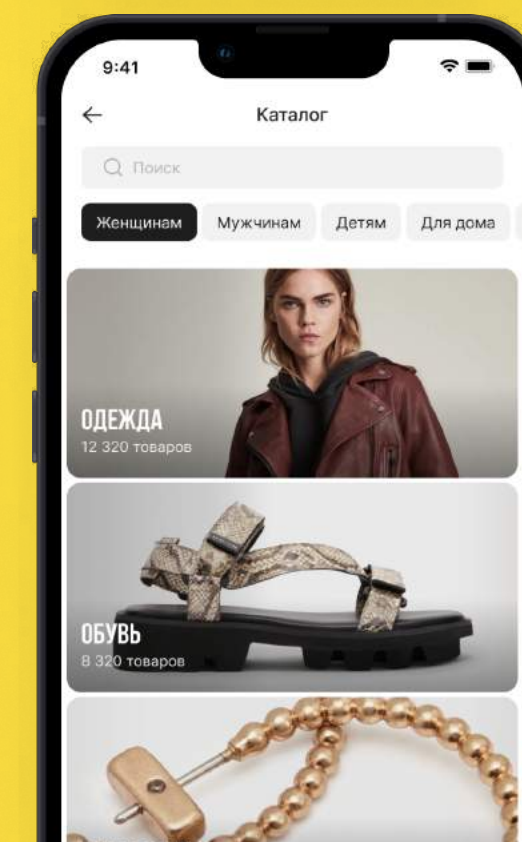 9:41
Каталог
Поиск
Женщинам Мужчинам Детям Для дома
ОДЕЖДА
12 320 товаров
ОБУВЬ
8 320 товаров